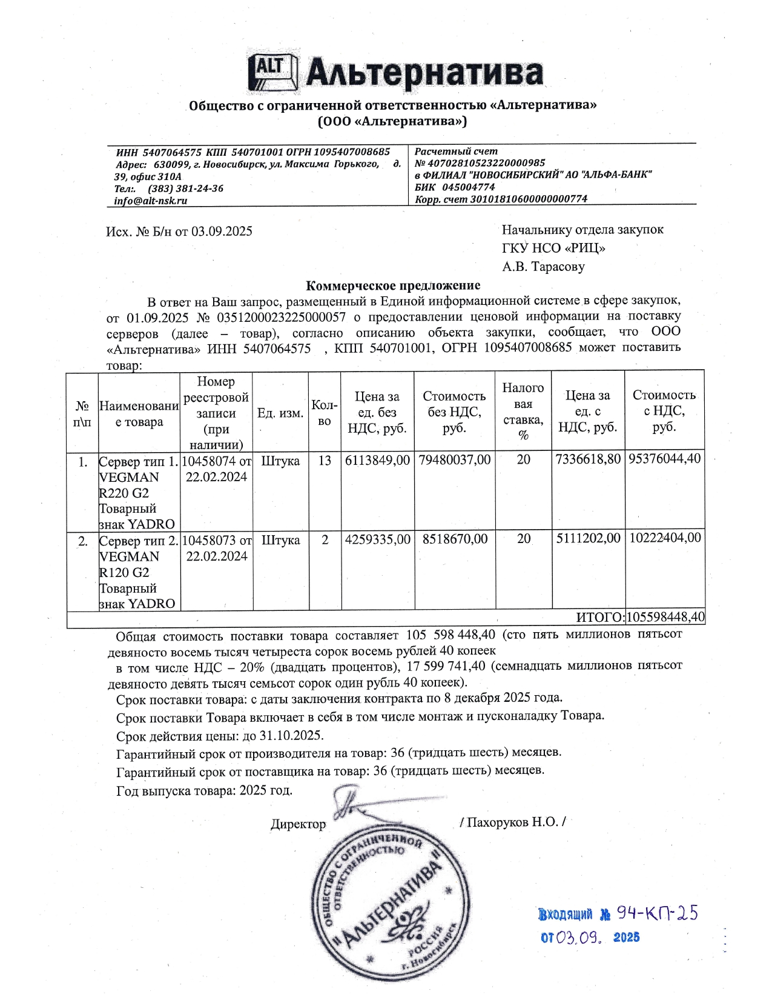 ALT Альтернатива
Общество с ограниченной ответственностью «Альтернатива»
(ООО «Альтернатива»)
ИНН 5407064575 КПП 540701001 ОГРН 1095407008685
Адрес: 630099, г. Новосибирск, ул. Максима Горького, д.
39, офис 310А
Тел:. (383) 381-24-36
info@alt-nsk.ru
Расчетный счет
№ 40702810523220000985
в ФИЛИАЛ "НОВОСИБИРСКИЙ" АО "АЛЬФА-БАНК"
БИК 045004774
Корр. счет 30101810600000000774
Исх. № Б/н от 03.09.2025
Начальнику отдела закупок
ГКУ НСО «РИЦ»
А.В. Тарасову
Коммерческое предложение
В ответ на Ваш запрос, размещенный в Единой информационной системе в сфере закупок,
от 01.09.2025 № 0351200023225000057 о предоставлении ценовой информации на поставку
серверов (далее – товар), согласно описанию объекта закупки, сообщает, что ООО
«Альтернатива» ИНН 5407064575 , КПП 540701001, ОГРН 1095407008685 может поставить
товар:
№
п\п
Наименовани
е товара
Номер
реестровой
записи
(при
наличии)
Ед. изм.
Кол-
во
Цена за
ед. без
НДС, руб.
Стоимость
без НДС,
руб.
Налого
вая
ставка,
%
Цена за
ед. с
НДС, руб.
Стоимость
с НДС,
руб.
1.
Сервер тип 1.
VEGMAN
R220 G2
Товарный
знак YADRO
10458074 от
22.02.2024
Штука
13
6113849,00
79480037,00
20
7336618,80
95376044,40
2.
Сервер тип 2.
VEGMAN
R120 G2
Товарный
знак YADRO
10458073 от
22.02.2024
Штука
2
4259335,00
8518670,00
20
5111202,00
10222404,00
ИТОГО: 105598448,40
Общая стоимость поставки товара составляет 105 598 448,40 (сто пять миллионов пятьсот
девяносто восемь тысяч четыреста сорок восемь рублей 40 копеек
в том числе НДС – 20% (двадцать процентов), 17 599 741,40 (семнадцать миллионов пятьсот
девяносто девять тысяч семьсот сорок один рубль 40 копеек).
Срок поставки товара: с даты заключения контракта по 8 декабря 2025 года.
Срок поставки Товара включает в себя в том числе монтаж и пусконаладку Товара.
Срок действия цены: до 31.10.2025.
Гарантийный срок от производителя на товар: 36 (тридцать шесть) месяцев.
Гарантийный срок от поставщика на товар: 36 (тридцать шесть) месяцев.
Год выпуска товара: 2025 год.
Директор / Пахоруков Н.О. /
ОБЩЕСТВО С ОГРАНИЧЕННОЙ
ОТВЕТСТВЕННОСТЬЮ
"АЛЬТЕРНАТИВА"
РОССИЯ
г. Новосибирск
ВХОДЯЩИЙ № 94-КП-25
ОТ 03.09. 2025